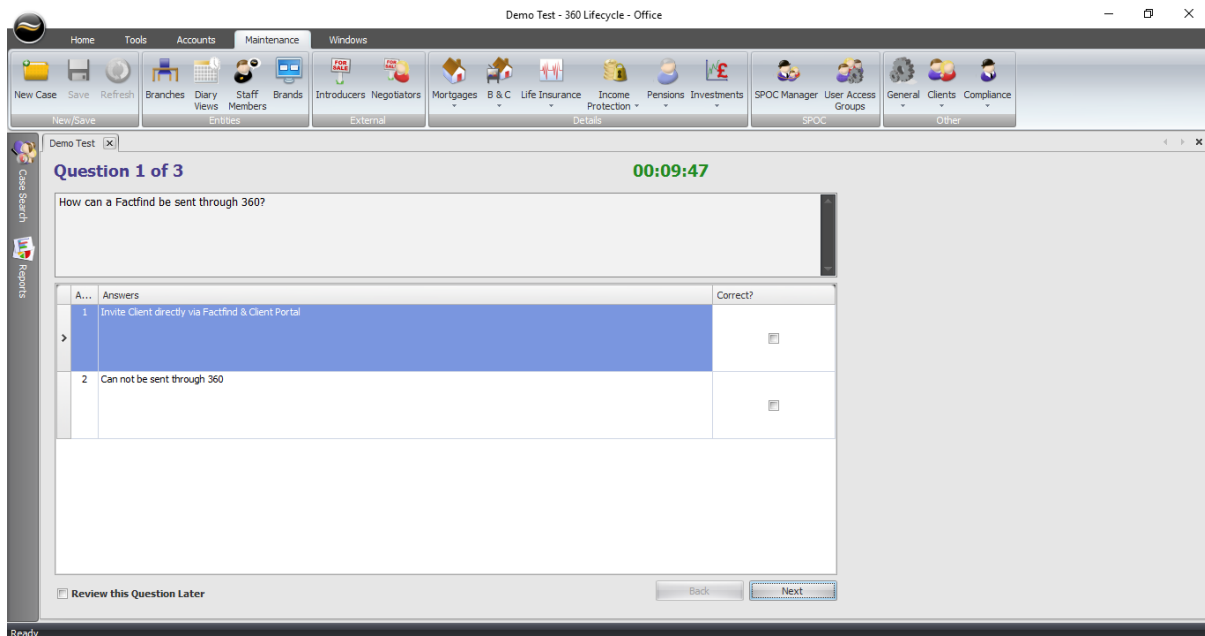 Demo Test - 360 Lifecycle - Office
Home Tools Accounts Maintenance Windows
FOR SALE FOR SALE
New Case Save Refresh Branches Diary Views Staff Members Brands Introducers Negotiators Mortgages B & C Life Insurance Income Protection Pensions Investments SPOC Manager User Access Groups General Clients Compliance
New/Save Entities External Details SPOC Other
Demo Test
Case Search
Reports
Question 1 of 3 00:09:47
How can a Factfind be sent through 360?
A... Answers Correct?
1 Invite Client directly via Factfind & Client Portal
2 Can not be sent through 360
Review this Question Later Back Next
Ready